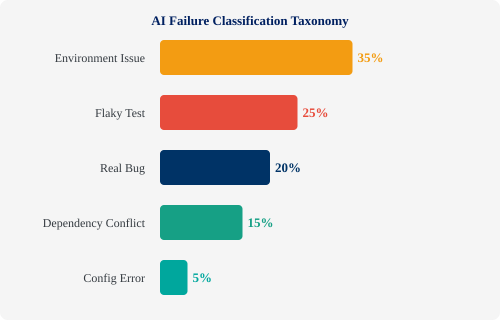 AI Failure Classification Taxonomy
Environment Issue 35%
Flaky Test 25%
Real Bug 20%
Dependency Conflict 15%
Config Error 5%